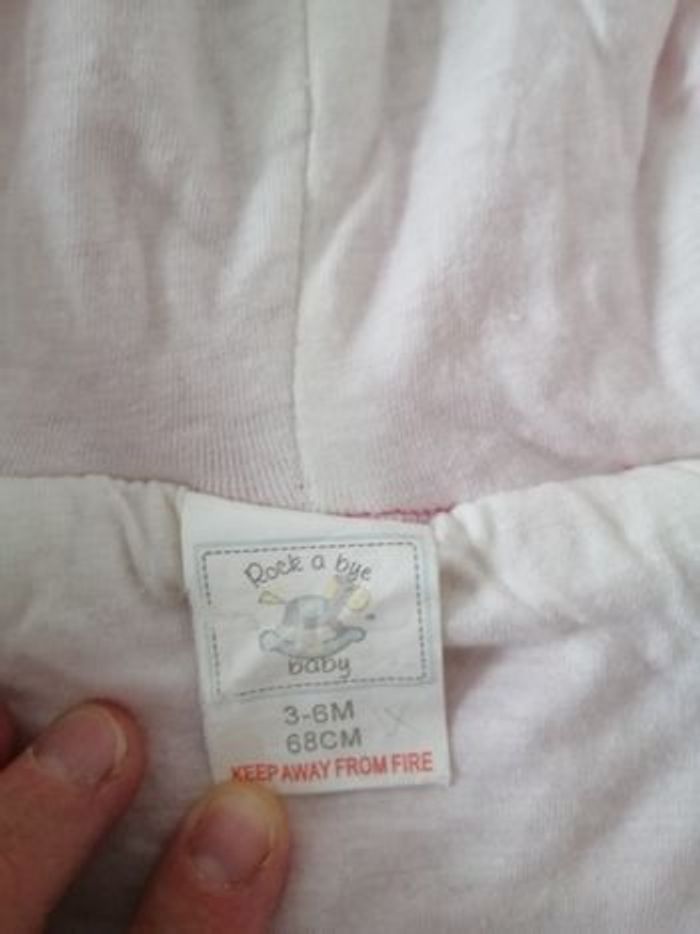 Rock a bye
baby
3-6M
68CM
KEEP AWAY FROM FIRE